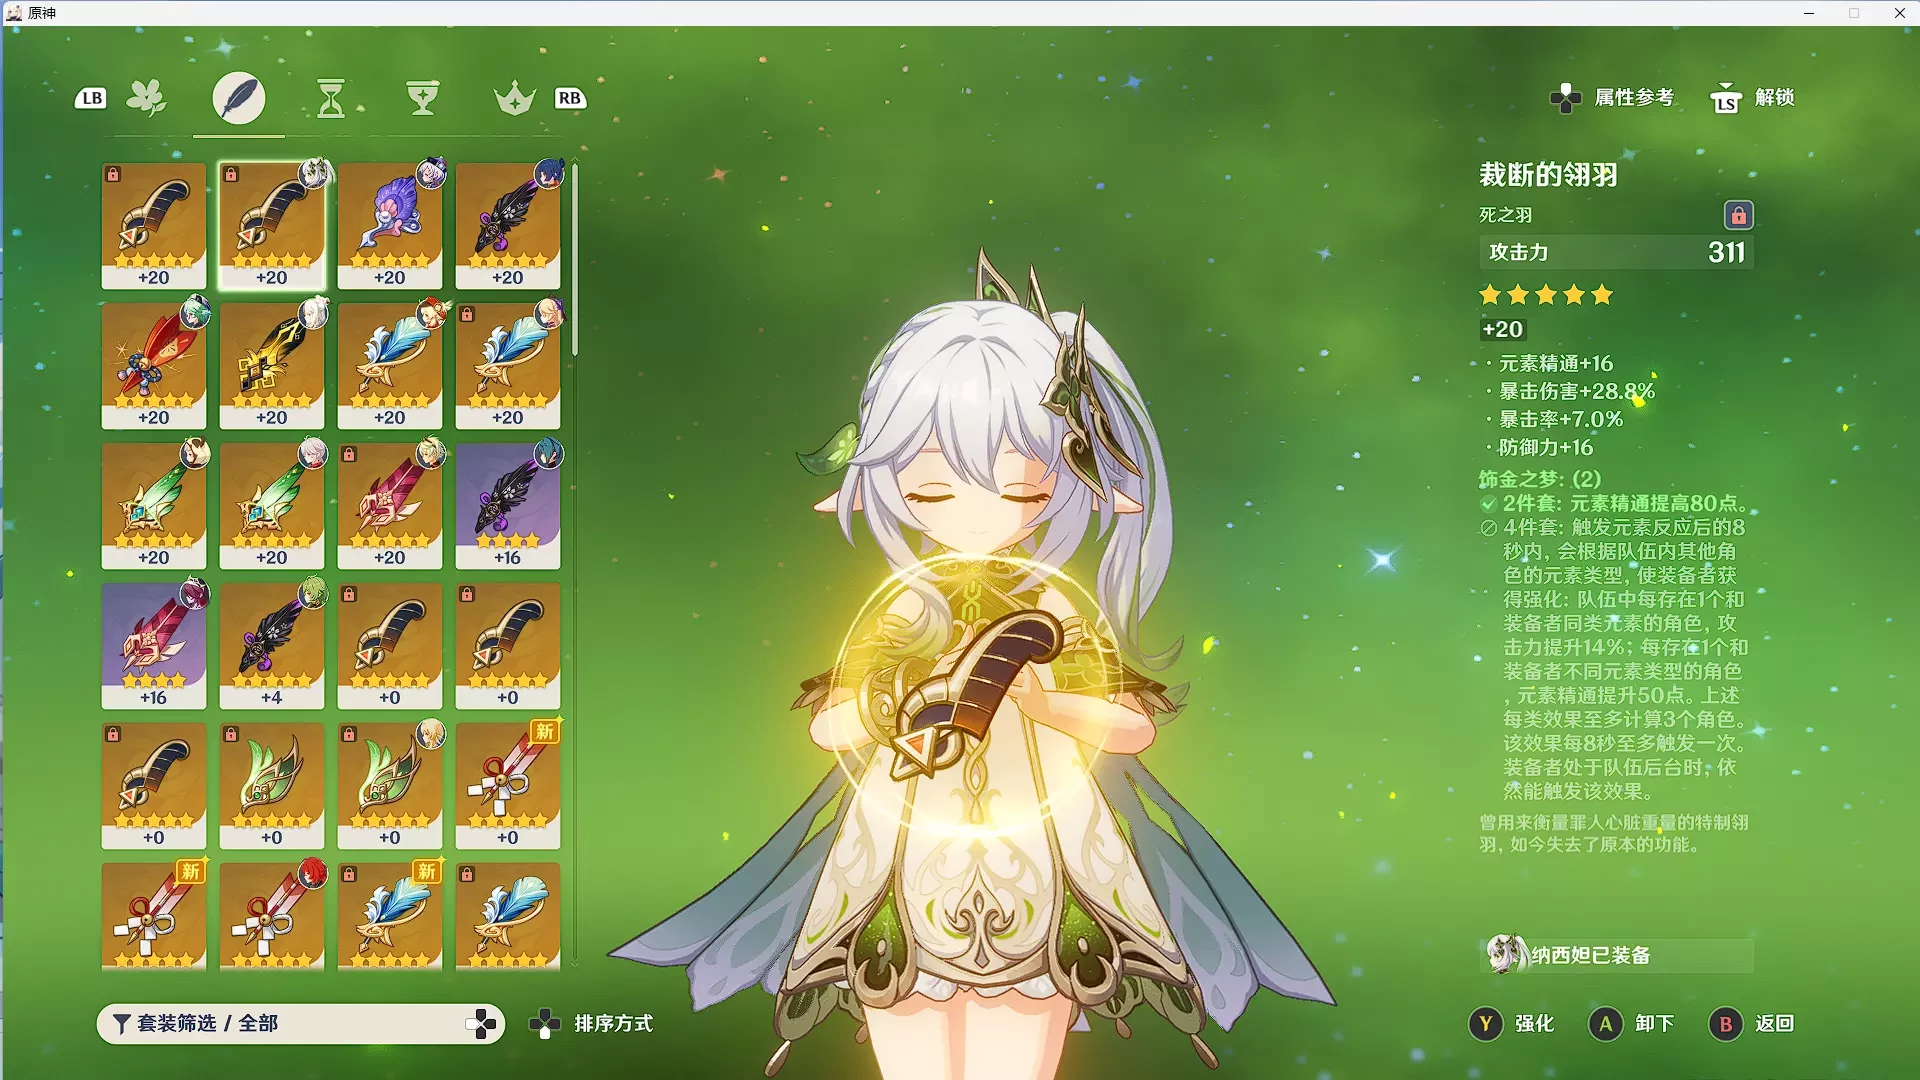 原神
LB
RB
属性参考
LS
解锁
裁断的翎羽
死之羽
攻击力 311
+20
·元素精通+16
·暴击伤害+28.8%
·暴击率+7.0%
·防御力+16
饰金之梦: (2)
2件套: 元素精通提高80点。
4件套: 触发元素反应后的8
秒内, 会根据队伍内其他角
色的元素类型, 使装备者获
得强化: 队伍中每存在1个和
装备者同类元素的角色, 攻
击力提升14%; 每存在1个和
装备者不同元素类型的角色
, 元素精通提升50点。上述
每类效果至多计算3个角色。
该效果每8秒至多触发一次。
装备者处于队伍后台时, 依
然能触发该效果。
曾用来衡量罪人心脏重量的特制翎
羽, 如今失去了原本的功能。
纳西妲已装备
+20 +20 +20 +20
+20 +20 +20 +20
+20 +20 +20 +16
+16 +4 +0 +0
新
+0 +0 +0 +0
新 新
套装筛选 / 全部
排序方式
Y 强化
A 卸下
B 返回